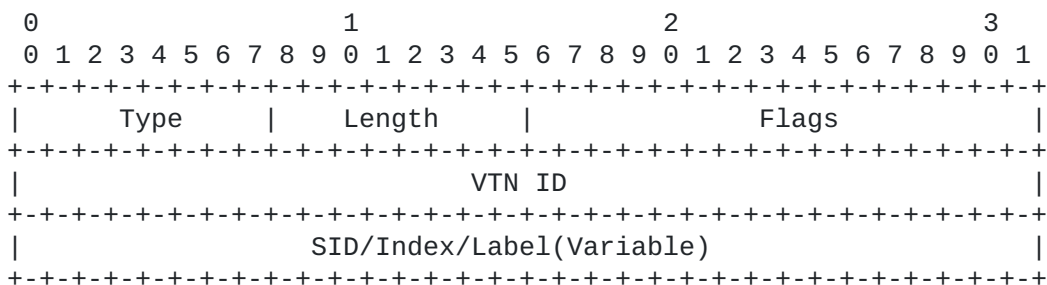 0                   1                   2                   3
 0 1 2 3 4 5 6 7 8 9 0 1 2 3 4 5 6 7 8 9 0 1 2 3 4 5 6 7 8 9 0 1
+-+-+-+-+-+-+-+-+-+-+-+-+-+-+-+-+-+-+-+-+-+-+-+-+-+-+-+-+-+-+-+-+
|      Type     |    Length     |              Flags            |
+-+-+-+-+-+-+-+-+-+-+-+-+-+-+-+-+-+-+-+-+-+-+-+-+-+-+-+-+-+-+-+-+
|                            VTN ID                             |
+-+-+-+-+-+-+-+-+-+-+-+-+-+-+-+-+-+-+-+-+-+-+-+-+-+-+-+-+-+-+-+-+
|                  SID/Index/Label(Variable)                    |
+-+-+-+-+-+-+-+-+-+-+-+-+-+-+-+-+-+-+-+-+-+-+-+-+-+-+-+-+-+-+-+-+